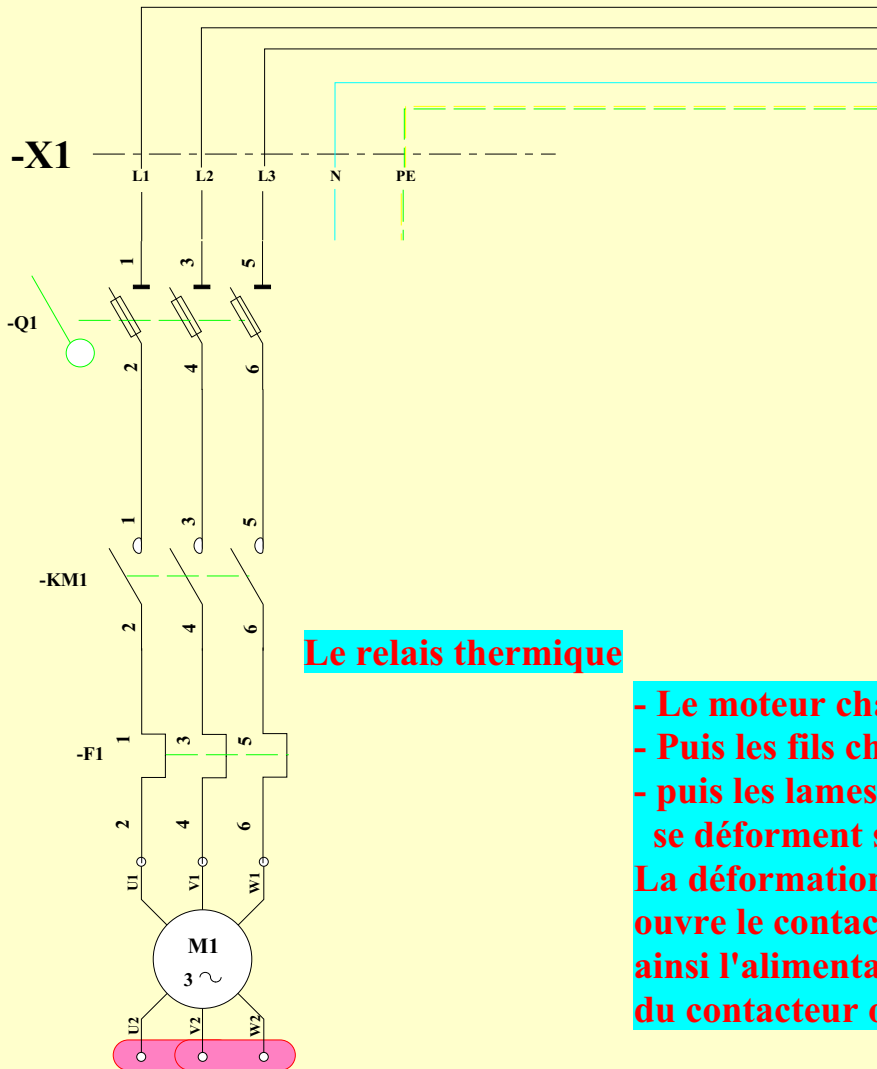 -X1
L1 L2 L3 N PE
1 3 5
-Q1
2 4 6
1 3 5
-KM1
2 4 6
Le relais thermique
- Le moteur cha
- Puis les fils ch
- puis les lames
se déforment s
La déformation
ouvre le contac
ainsi l'alimenta
du contacteur o
-F1
1 3 5
2 4 6
U1 V1 W1
M1
3
U2 V2 W2